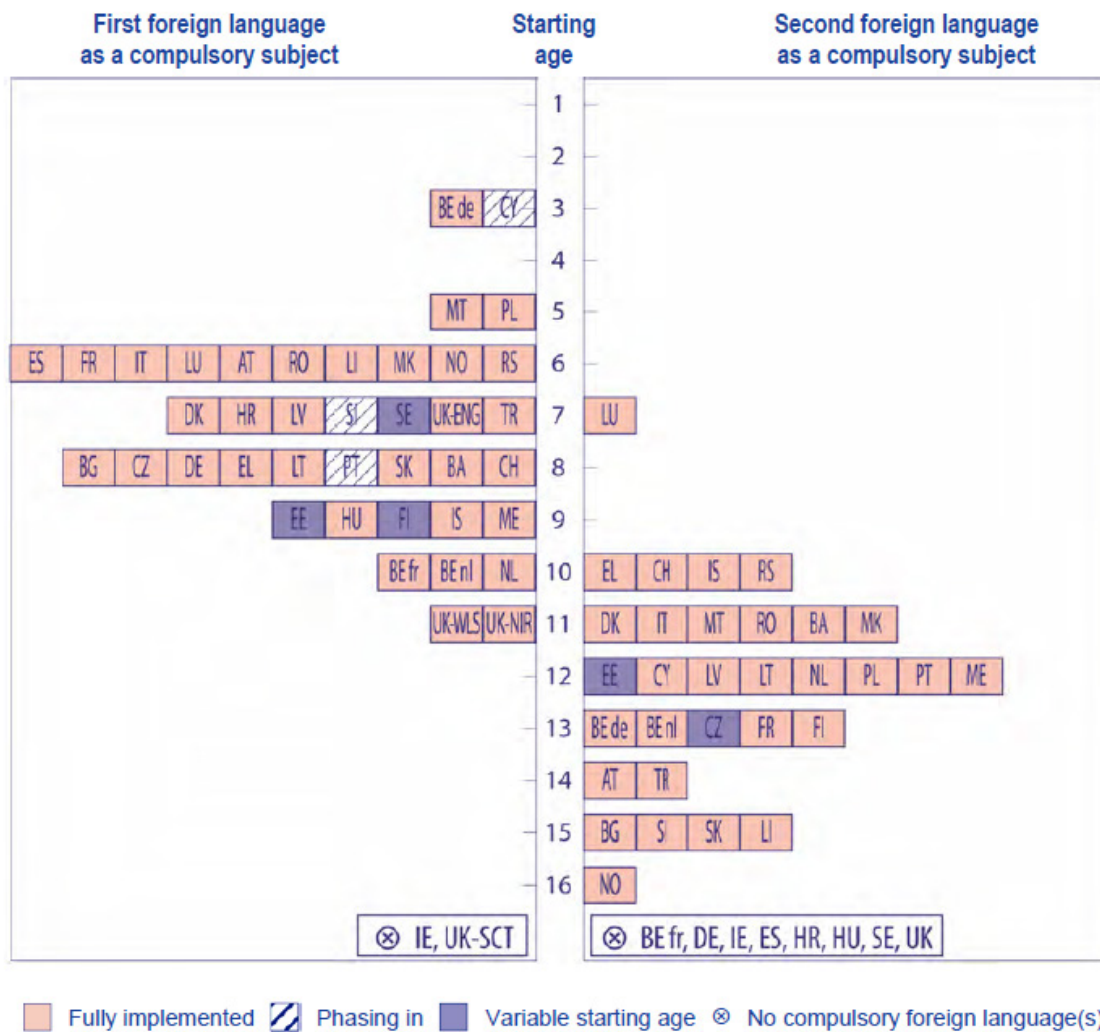 First foreign language Starting Second foreign language
as a compulsory subject age as a compulsory subject
1
2
BE de CY 3
4
MT PL 5
ES FR IT LU AT RO LI MK NO RS 6
DK HR LV SI SE UK-ENG TR 7 LU
BG CZ DE EL LT PT SK BA CH 8
EE HU FI IS ME 9
BE fr BE nl NL 10 EL CH IS RS
UK-WLS UK-NIR 11 DK IT MT RO BA MK
12 EE CY LV LT NL PL PT ME
13 BE de BE nl CZ FR FI
14 AT TR
15 BG SI SK LI
16 NO
⊗ IE, UK-SCT ⊗ BE fr, DE, IE, ES, HR, HU, SE, UK
Fully implemented Phasing in Variable starting age ⊗ No compulsory foreign language(s)